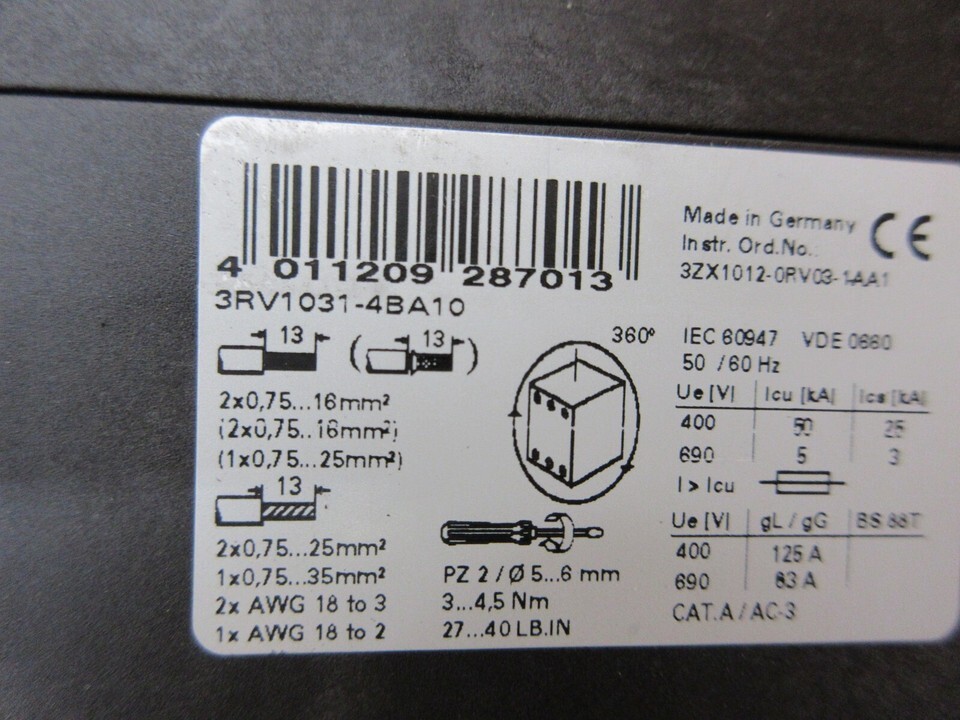 4 011209 287013
3RV1031-4BA10
13
( 13 )
2x0,75...16mm²
(2x0,75..16mm²)
(1x0,75...25mm²)
13
2x0,75...25mm²
1x0,75...35mm²
2x AWG 18 to 3
1x AWG 18 to 2
360°
PZ 2 / Ø 5...6 mm
3...4,5 Nm
27...40 LB.IN
Made in Germany CE
Instr. Ord.No.
3ZX1012-0RV03-1AA1
IEC 60947 VDE 0660
50 /60 Hz
Ue [V] Icu [kA] Ics [kA]
400 50 25
690 5 3
I > Icu
Ue [V] gL / gG BS 88T
400 125 A
690 83 A
CAT.A / AC-3